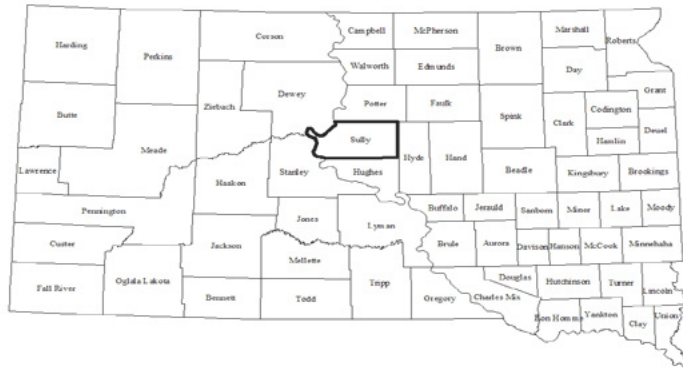 Harding
Perkins
Corson
Campbell
McPherson
Brown
Marshall
Roberts
Walworth
Edmunds
Day
Grant
Butte
Ziebach
Dewey
Potter
Faulk
Spink
Clark
Codington
Deuel
Hamlin
Meade
Sully
Hyde
Hand
Lawrence
Haakon
Stanley
Hughes
Beadle
Kingsbury
Brookings
Pennington
Jones
Lyman
Buffalo
Jerauld
Sanborn
Miner
Lake
Moody
Custer
Jackson
Mellette
Brule
Aurora
Davison
Hanson
McCook
Minnehaha
Fall River
Oglala Lakota
Bennett
Todd
Tripp
Gregory
Charles Mix
Douglas
Hutchinson
Turner
Lincoln
Bon Homme
Yankton
Clay
Union